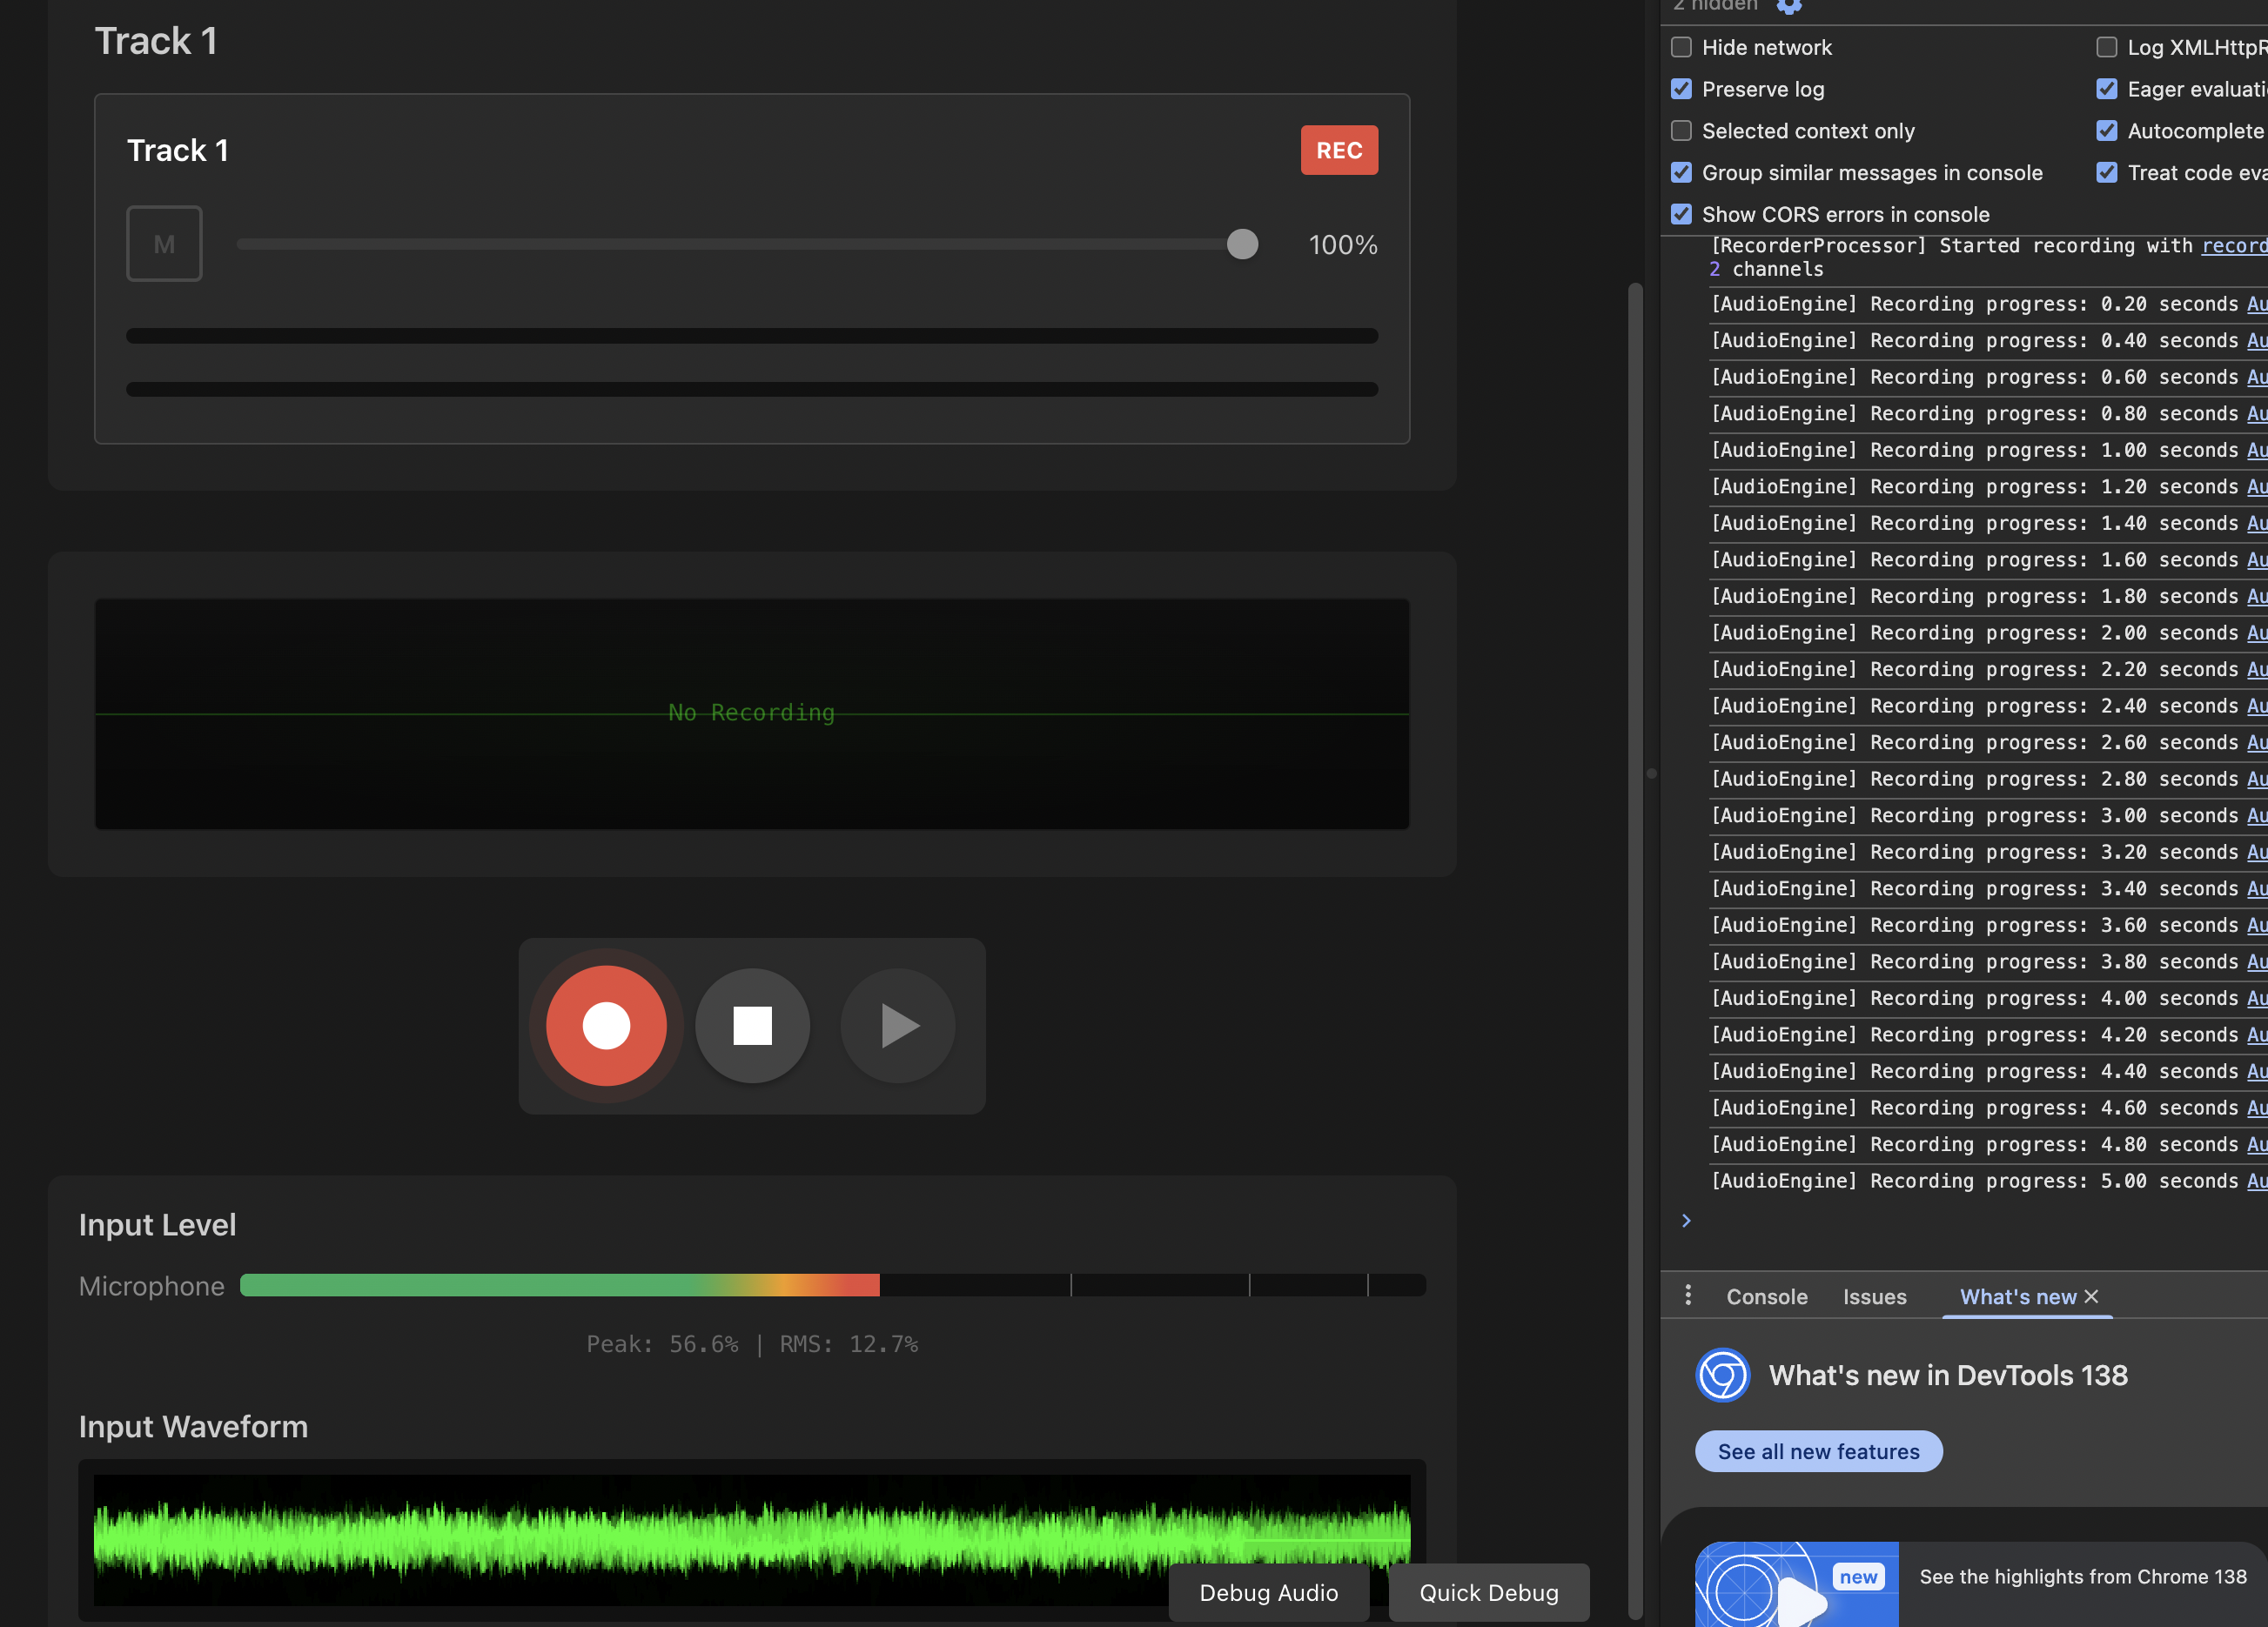 Track 1
Track 1
REC
M
100%
No Recording
Input Level
Microphone
Peak: 56.6% | RMS: 12.7%
Input Waveform
Debug Audio
Quick Debug
2 hidden
Hide network
Log XMLHttpR
Preserve log
Eager evaluati
Selected context only
Autocomplete
Group similar messages in console
Treat code eva
Show CORS errors in console
[RecorderProcessor] Started recording with record
2 channels
[AudioEngine] Recording progress: 0.20 seconds Au
[AudioEngine] Recording progress: 0.40 seconds Au
[AudioEngine] Recording progress: 0.60 seconds Au
[AudioEngine] Recording progress: 0.80 seconds Au
[AudioEngine] Recording progress: 1.00 seconds Au
[AudioEngine] Recording progress: 1.20 seconds Au
[AudioEngine] Recording progress: 1.40 seconds Au
[AudioEngine] Recording progress: 1.60 seconds Au
[AudioEngine] Recording progress: 1.80 seconds Au
[AudioEngine] Recording progress: 2.00 seconds Au
[AudioEngine] Recording progress: 2.20 seconds Au
[AudioEngine] Recording progress: 2.40 seconds Au
[AudioEngine] Recording progress: 2.60 seconds Au
[AudioEngine] Recording progress: 2.80 seconds Au
[AudioEngine] Recording progress: 3.00 seconds Au
[AudioEngine] Recording progress: 3.20 seconds Au
[AudioEngine] Recording progress: 3.40 seconds Au
[AudioEngine] Recording progress: 3.60 seconds Au
[AudioEngine] Recording progress: 3.80 seconds Au
[AudioEngine] Recording progress: 4.00 seconds Au
[AudioEngine] Recording progress: 4.20 seconds Au
[AudioEngine] Recording progress: 4.40 seconds Au
[AudioEngine] Recording progress: 4.60 seconds Au
[AudioEngine] Recording progress: 4.80 seconds Au
[AudioEngine] Recording progress: 5.00 seconds Au
Console
Issues
What's new
What's new in DevTools 138
See all new features
new
See the highlights from Chrome 138